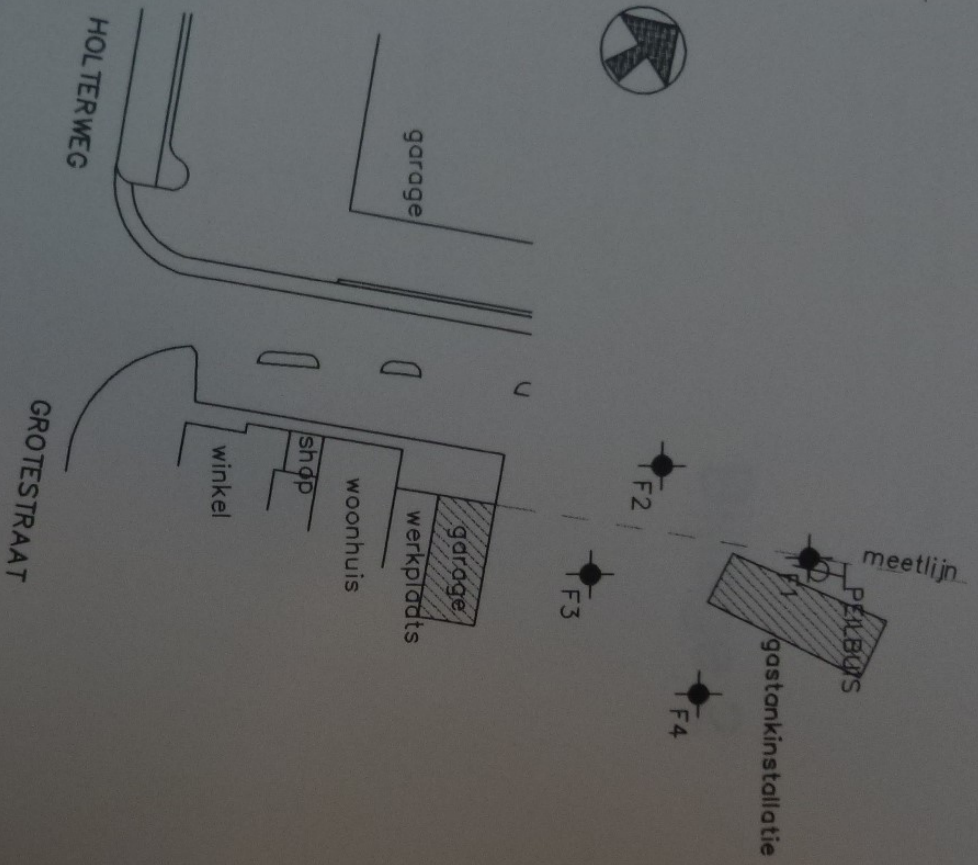 HOLTERWEG
garage
GROTESTRAAT
winkel
shop
woonhuis
werkplaats
garage
F2
F3
F4
F1
meetlijn
PEILBUIS
gastankinstallatie